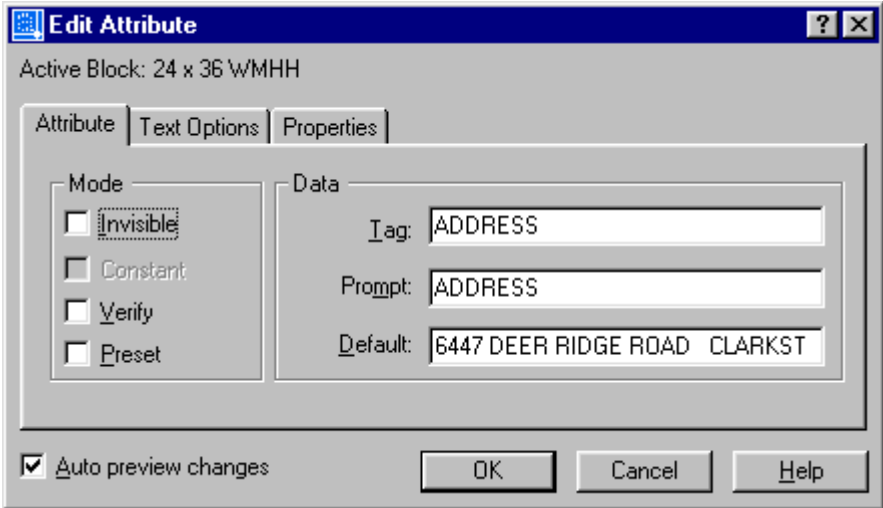 Edit Attribute
Active Block: 24 x 36 WMHH
Attribute Text Options Properties
Mode
Invisible
Constant
Verify
Preset
Data
Tag: ADDRESS
Prompt: ADDRESS
Default: 6447 DEER RIDGE ROAD   CLARKST
Auto preview changes
OK Cancel Help